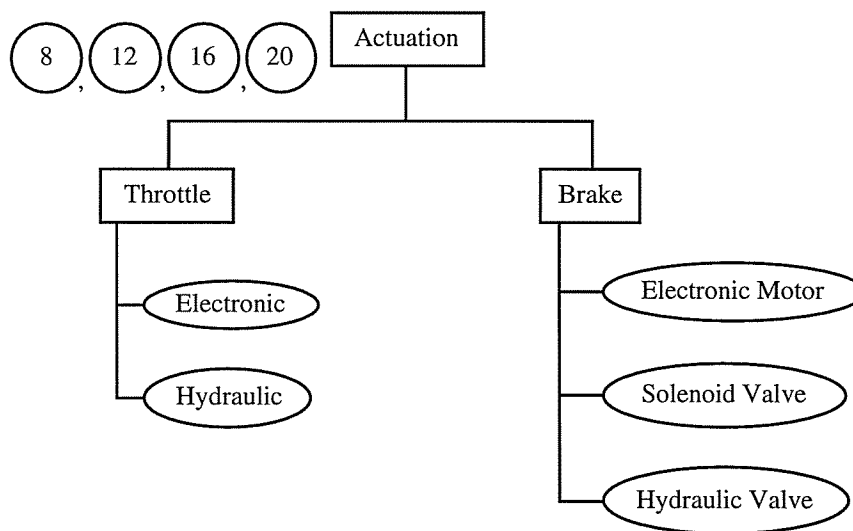 8, 12, 16, 20
Actuation
Throttle
Brake
Electronic
Hydraulic
Electronic Motor
Solenoid Valve
Hydraulic Valve